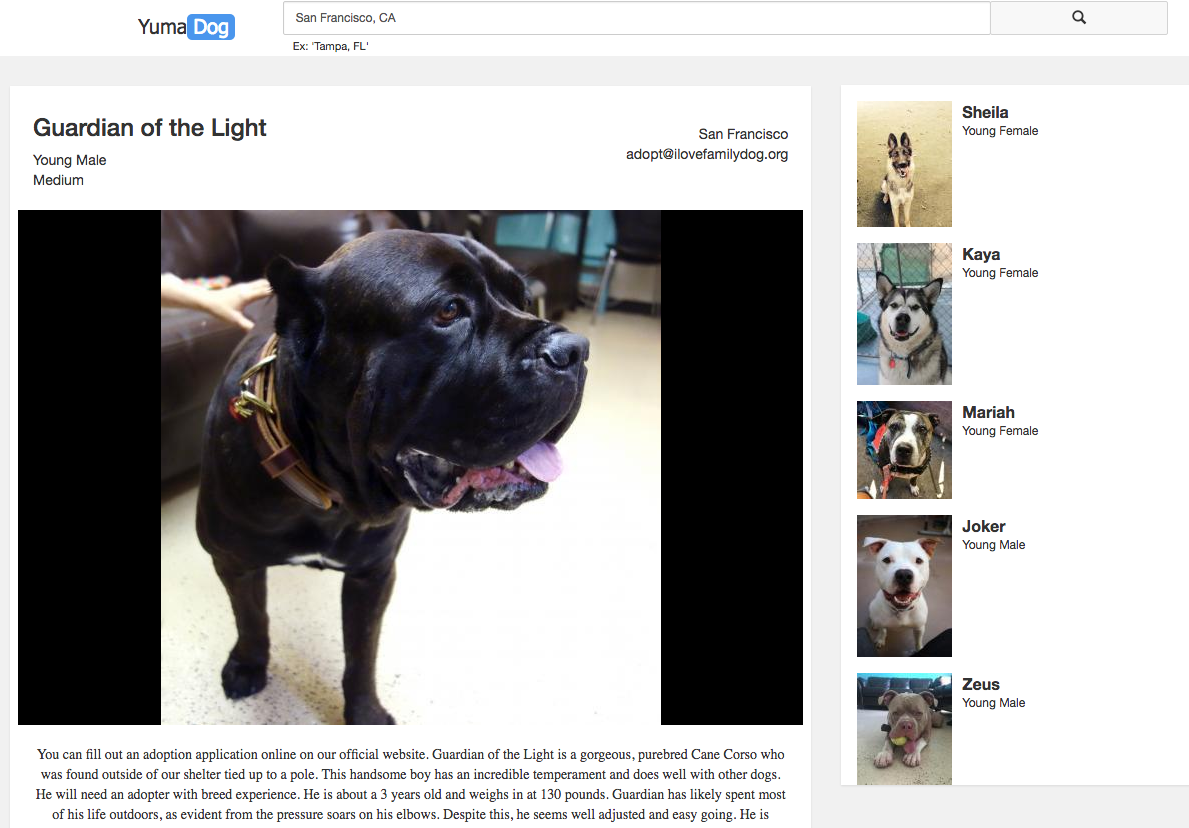 YumaDog
San Francisco, CA
Ex: 'Tampa, FL'
Guardian of the Light
Young Male
Medium
San Francisco
adopt@ilovefamilydog.org
You can fill out an adoption application online on our official website. Guardian of the Light is a gorgeous, purebred Cane Corso who
was found outside of our shelter tied up to a pole. This handsome boy has an incredible temperament and does well with other dogs.
He will need an adopter with breed experience. He is about a 3 years old and weighs in at 130 pounds. Guardian has likely spent most
of his life outdoors, as evident from the pressure soars on his elbows. Despite this, he seems well adjusted and easy going. He is
Sheila
Young Female
Kaya
Young Female
Mariah
Young Female
Joker
Young Male
Zeus
Young Male